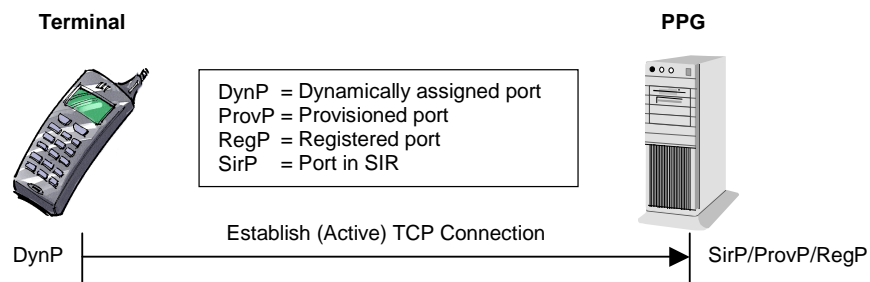 Terminal
PPG
DynP = Dynamically assigned port
ProvP = Provisioned port
RegP = Registered port
SirP = Port in SIR
Establish (Active) TCP Connection
DynP
SirP/ProvP/RegP